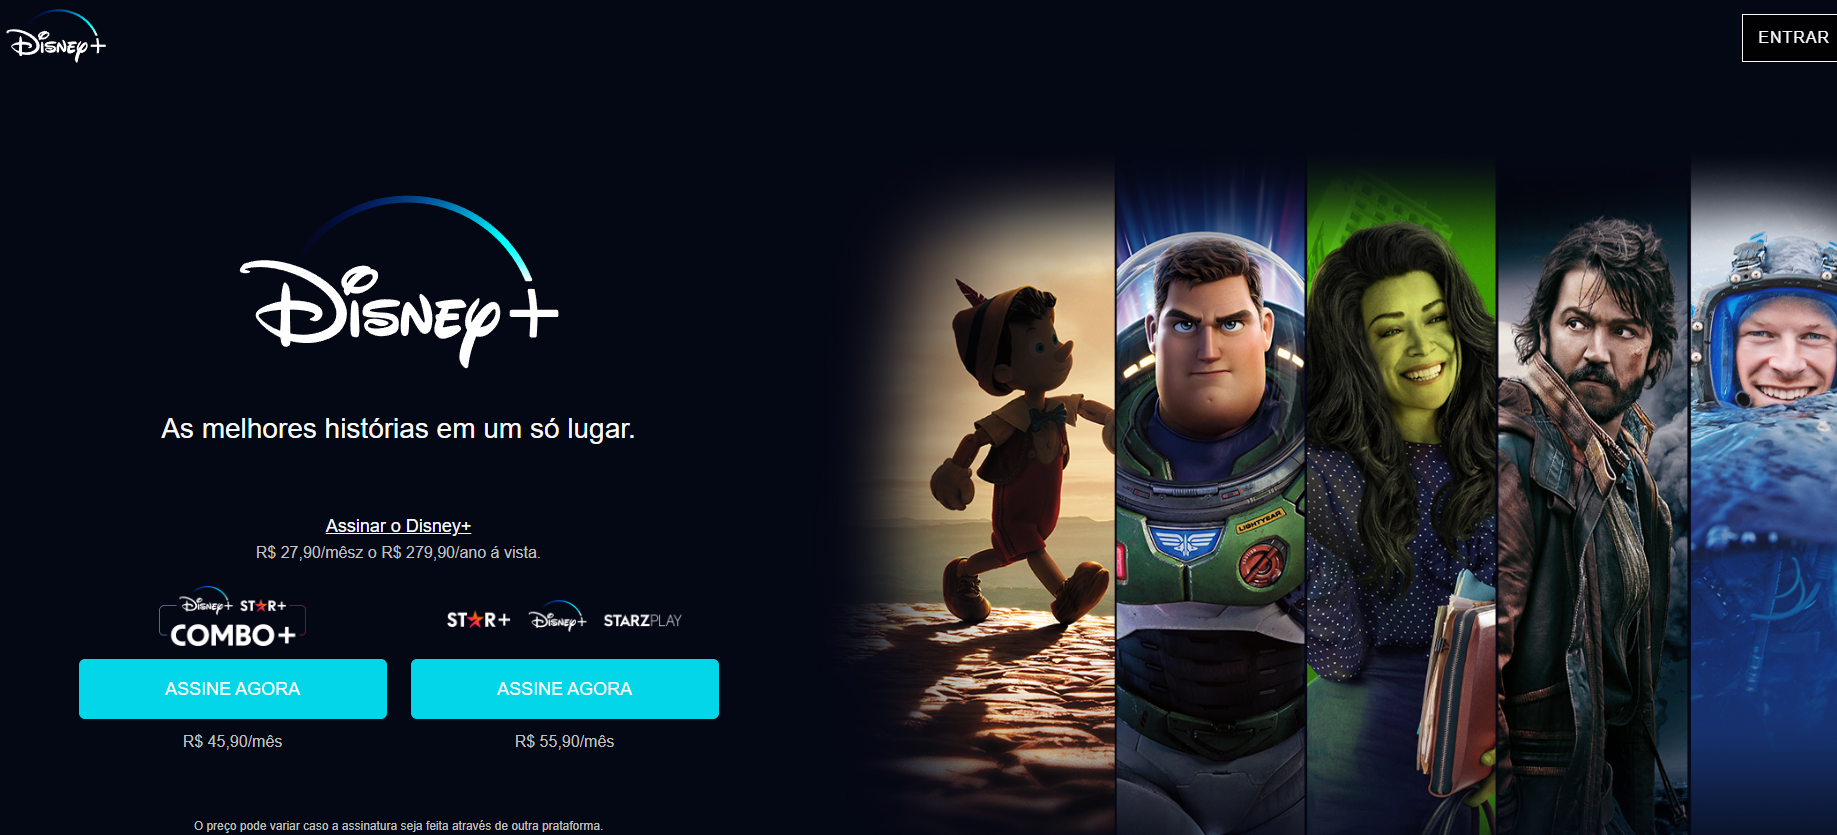 Disney+
ENTRAR
Disney+
As melhores histórias em um só lugar.
Assinar o Disney+
R$ 27,90/mêsz o R$ 279,90/ano á vista.
Disney+ STAR+
COMBO+
STAR+ Disney+ STARZPLAY
ASSINE AGORA
ASSINE AGORA
R$ 45,90/mês
R$ 55,90/mês
O preço pode variar caso a assinatura seja feita através de outra prataforma.
LIGHTYEAR